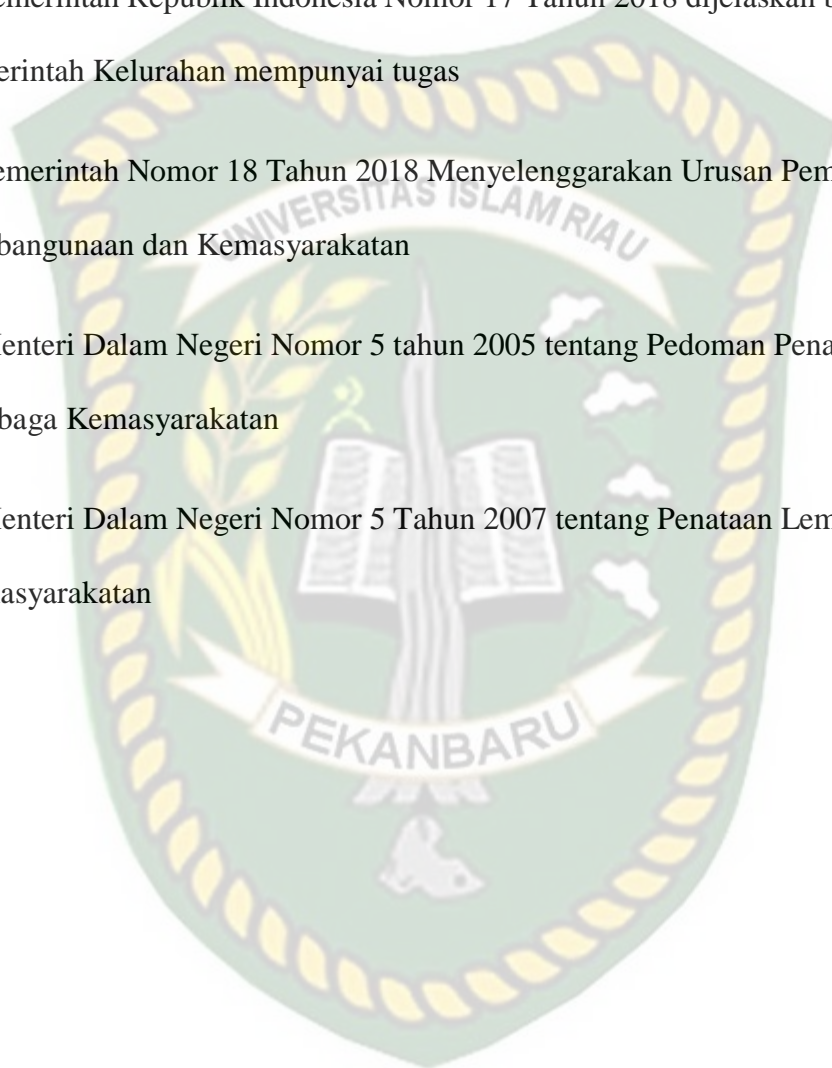 emerintah Republik Indonesia Nomor 17 Tahun 2018 dijelaskan
erintah Kelurahan mempunyai tugas
emerintah Nomor 18 Tahun 2018 Menyelenggarakan Urusan Pem
UNIVERSITAS ISLAM RIAU
bangunaan dan Kemasyarakatan
Menteri Dalam Negeri Nomor 5 tahun 2005 tentang Pedoman Pena
baga Kemasyarakatan
Menteri Dalam Negeri Nomor 5 Tahun 2007 tentang Penataan Lem
asyarakatan
PEKANBARU